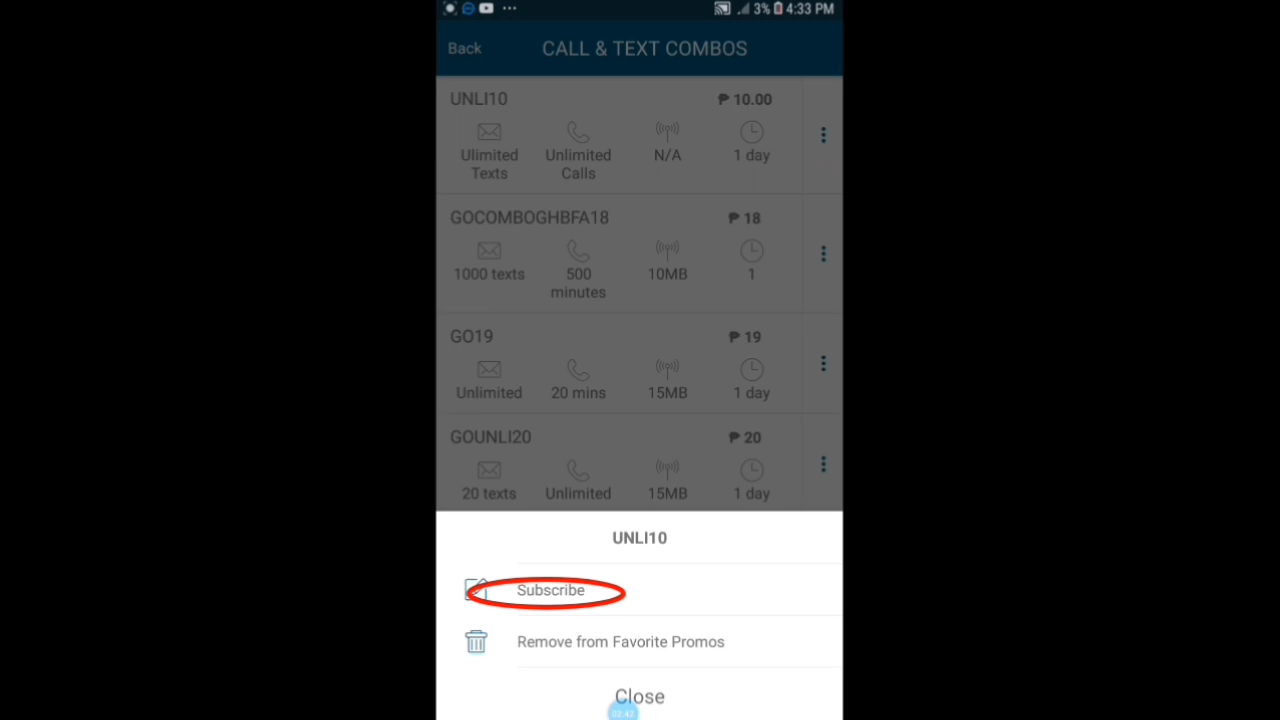 3% 4:33 PM
Back CALL & TEXT COMBOS
UNLI10 ₱ 10.00
Ulimited Texts Unlimited Calls N/A 1 day
GOCOMBOGHBFA18 ₱ 18
1000 texts 500 minutes 10MB 1
GO19 ₱ 19
Unlimited 20 mins 15MB 1 day
GOUNLI20 ₱ 20
20 texts Unlimited 15MB 1 day
UNLI10
Subscribe
Remove from Favorite Promos
Close